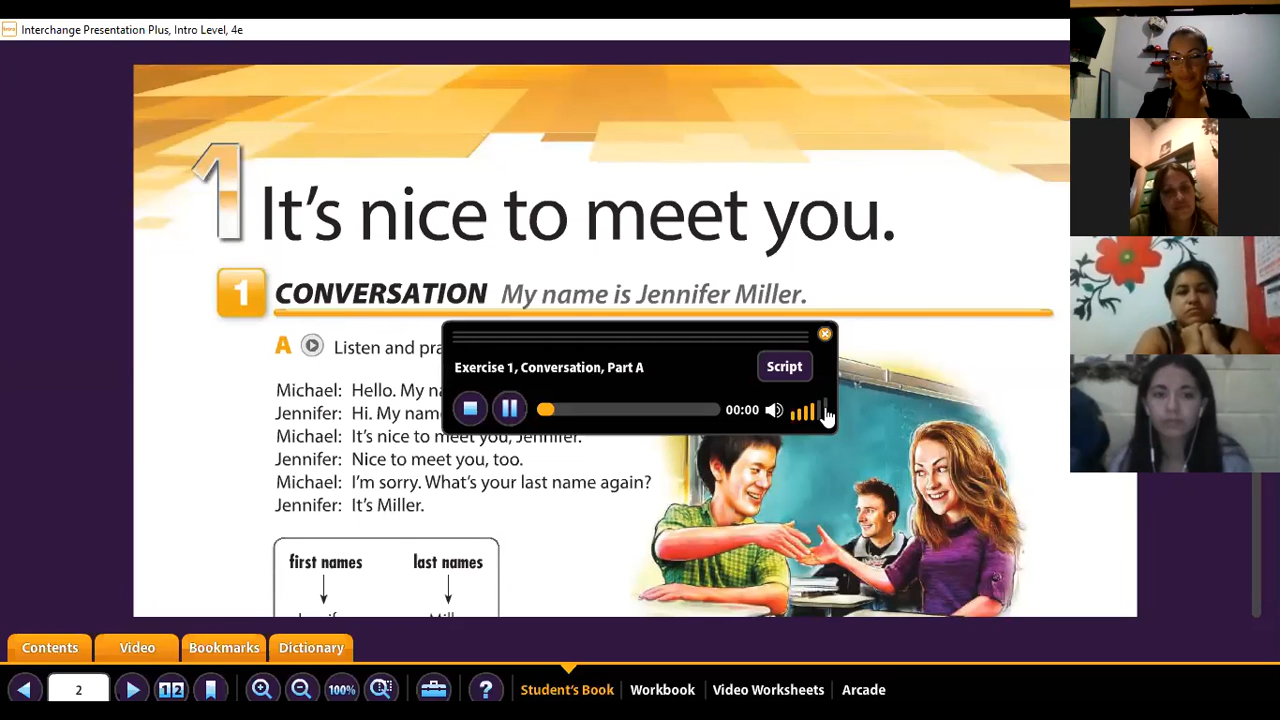 Interchange Presentation Plus, Intro Level, 4e
1 It's nice to meet you.
1 CONVERSATION My name is Jennifer Miller.
A Listen and pra
Exercise 1, Conversation, Part A
Script
00:00
Michael: Hello. My na
Jennifer: Hi. My name
Michael: It's nice to meet you, Jennifer.
Jennifer: Nice to meet you, too.
Michael: I'm sorry. What's your last name again?
Jennifer: It's Miller.
first names last names
Contents Video Bookmarks Dictionary
2 1 2 100% ? Student's Book Workbook Video Worksheets Arcade